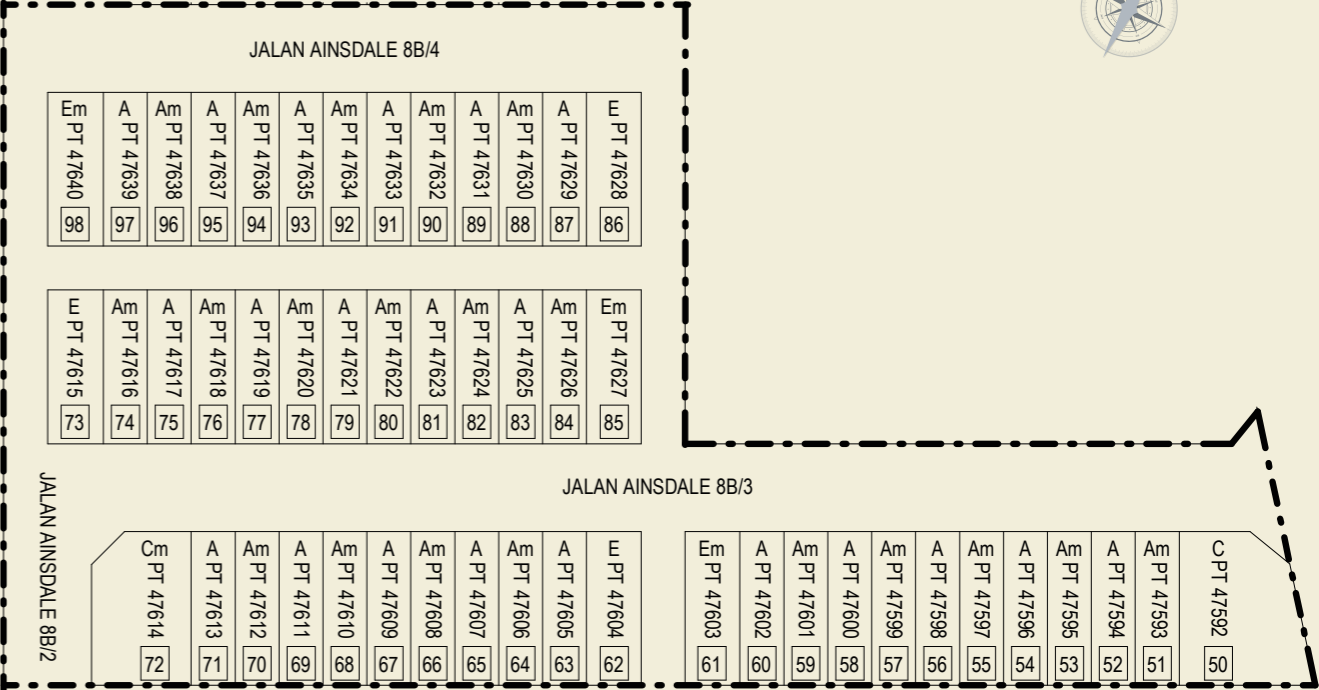 JALAN AINSDALE 8B/4
Em A Am A Am A Am A Am A Am A E
PT 47640 PT 47639 PT 47638 PT 47637 PT 47636 PT 47635 PT 47634 PT 47633 PT 47632 PT 47631 PT 47630 PT 47629 PT 47628
98 97 96 95 94 93 92 91 90 89 88 87 86
E Am A Am A Am A Am A Am A Am Em
PT 47615 PT 47616 PT 47617 PT 47618 PT 47619 PT 47620 PT 47621 PT 47622 PT 47623 PT 47624 PT 47625 PT 47626 PT 47627
73 74 75 76 77 78 79 80 81 82 83 84 85
JALAN AINSDALE 8B/2
JALAN AINSDALE 8B/3
Cm A Am A Am A Am A Am A E Em A Am A Am A Am A Am A Am C
PT 47614 PT 47613 PT 47612 PT 47611 PT 47610 PT 47609 PT 47608 PT 47607 PT 47606 PT 47605 PT 47604 PT 47603 PT 47602 PT 47601 PT 47600 PT 47599 PT 47598 PT 47597 PT 47596 PT 47595 PT 47594 PT 47593 PT 47592
72 71 70 69 68 67 66 65 64 63 62 61 60 59 58 57 56 55 54 53 52 51 50